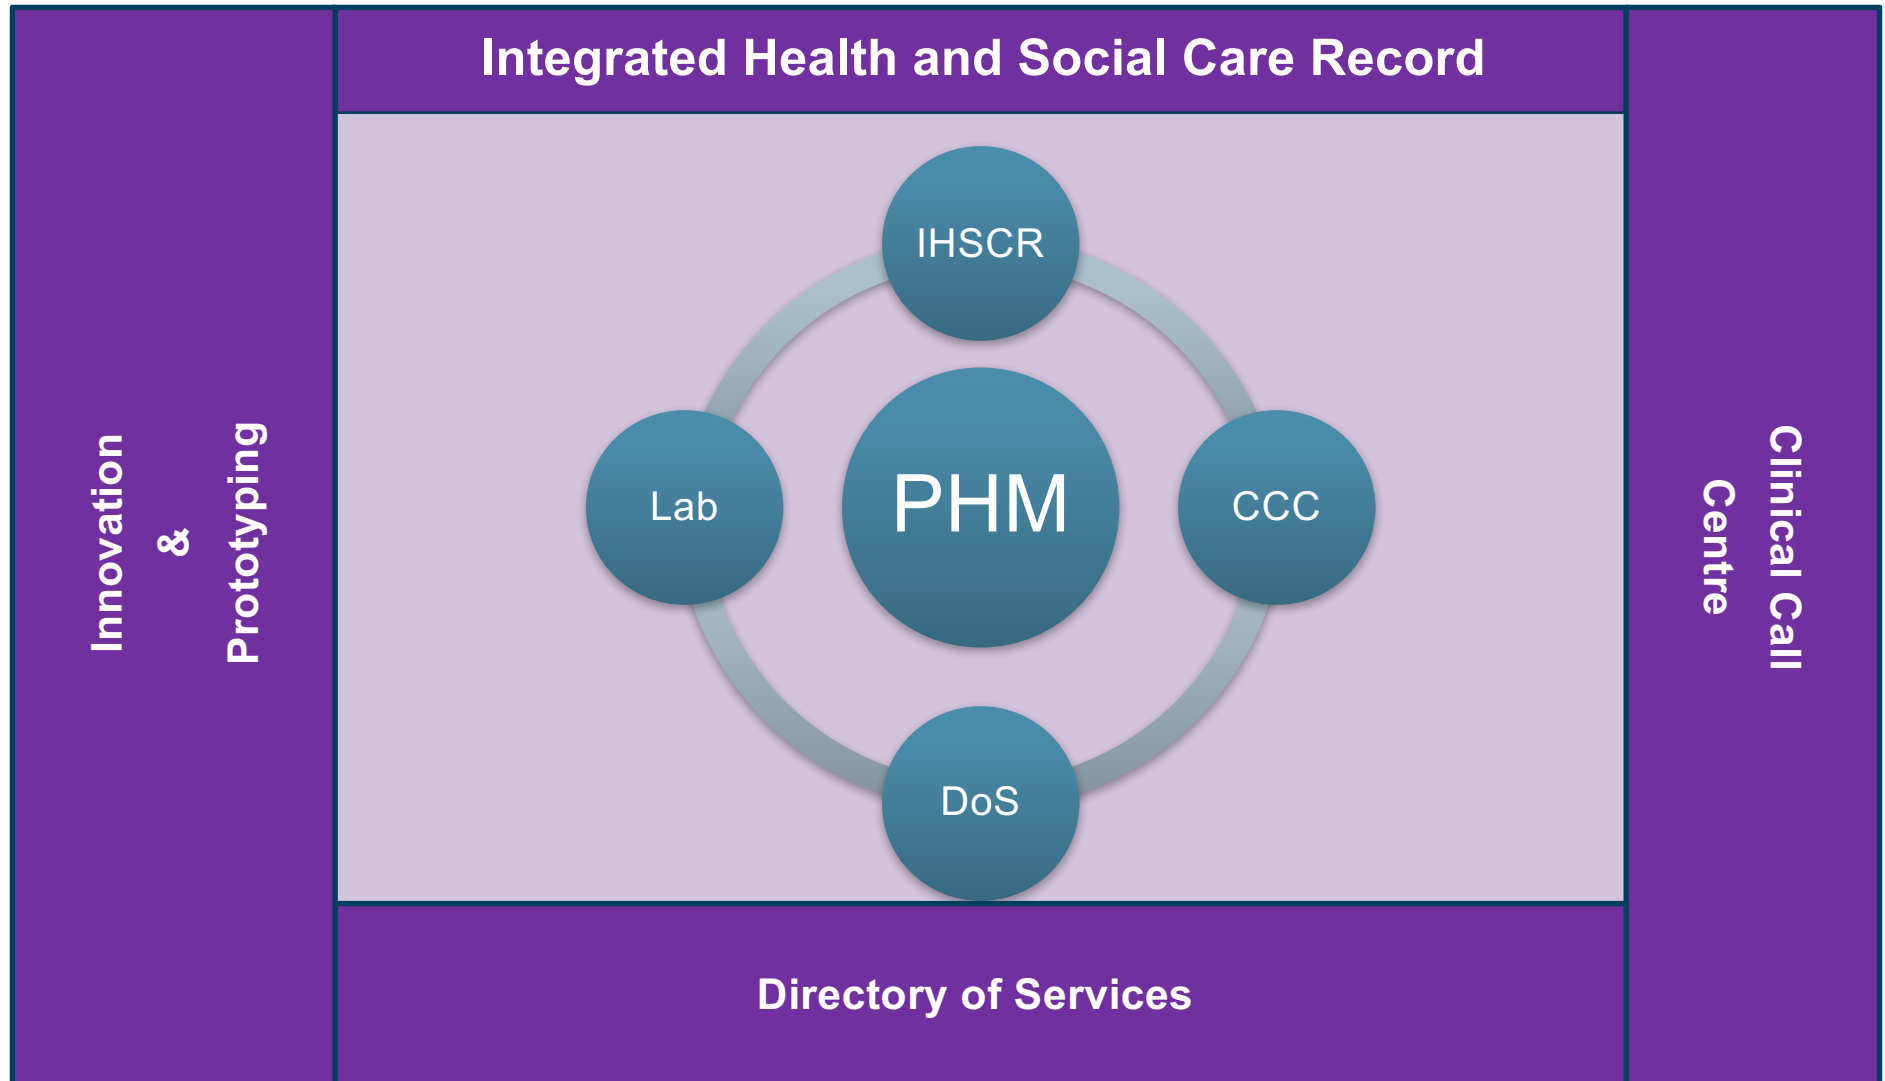 Integrated Health and Social Care Record
Innovation
&
Prototyping
IHSCR
Lab
PHM
CCC
DoS
Clinical Call
Centre
Directory of Services